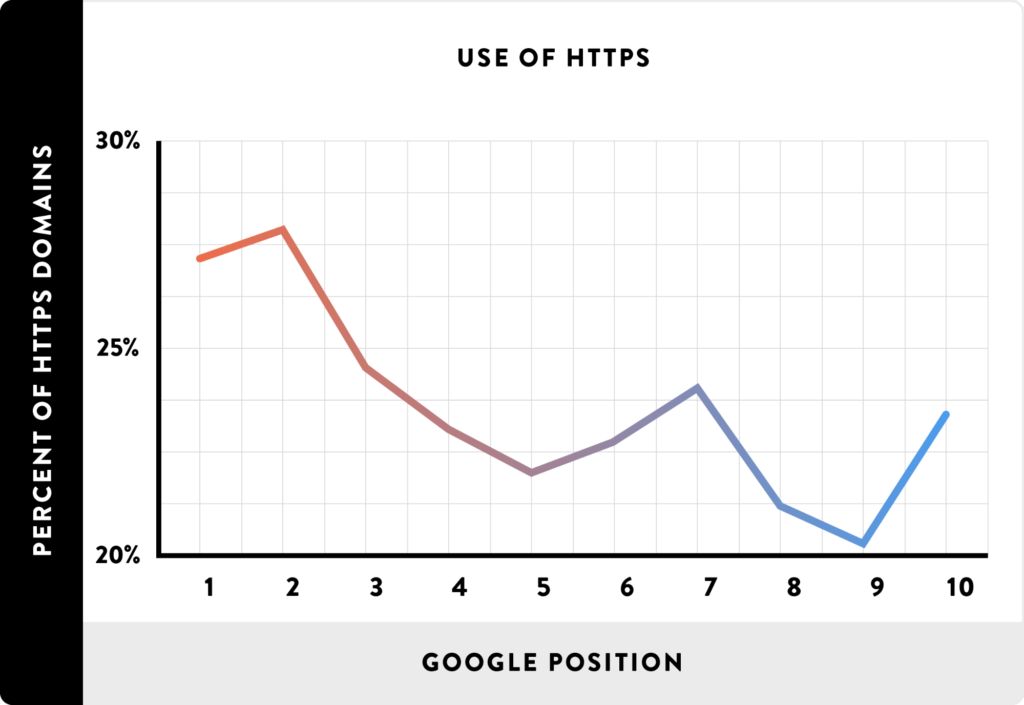 USE OF HTTPS
PERCENT OF HTTPS DOMAINS
30%
25%
20%
1 2 3 4 5 6 7 8 9 10
GOOGLE POSITION